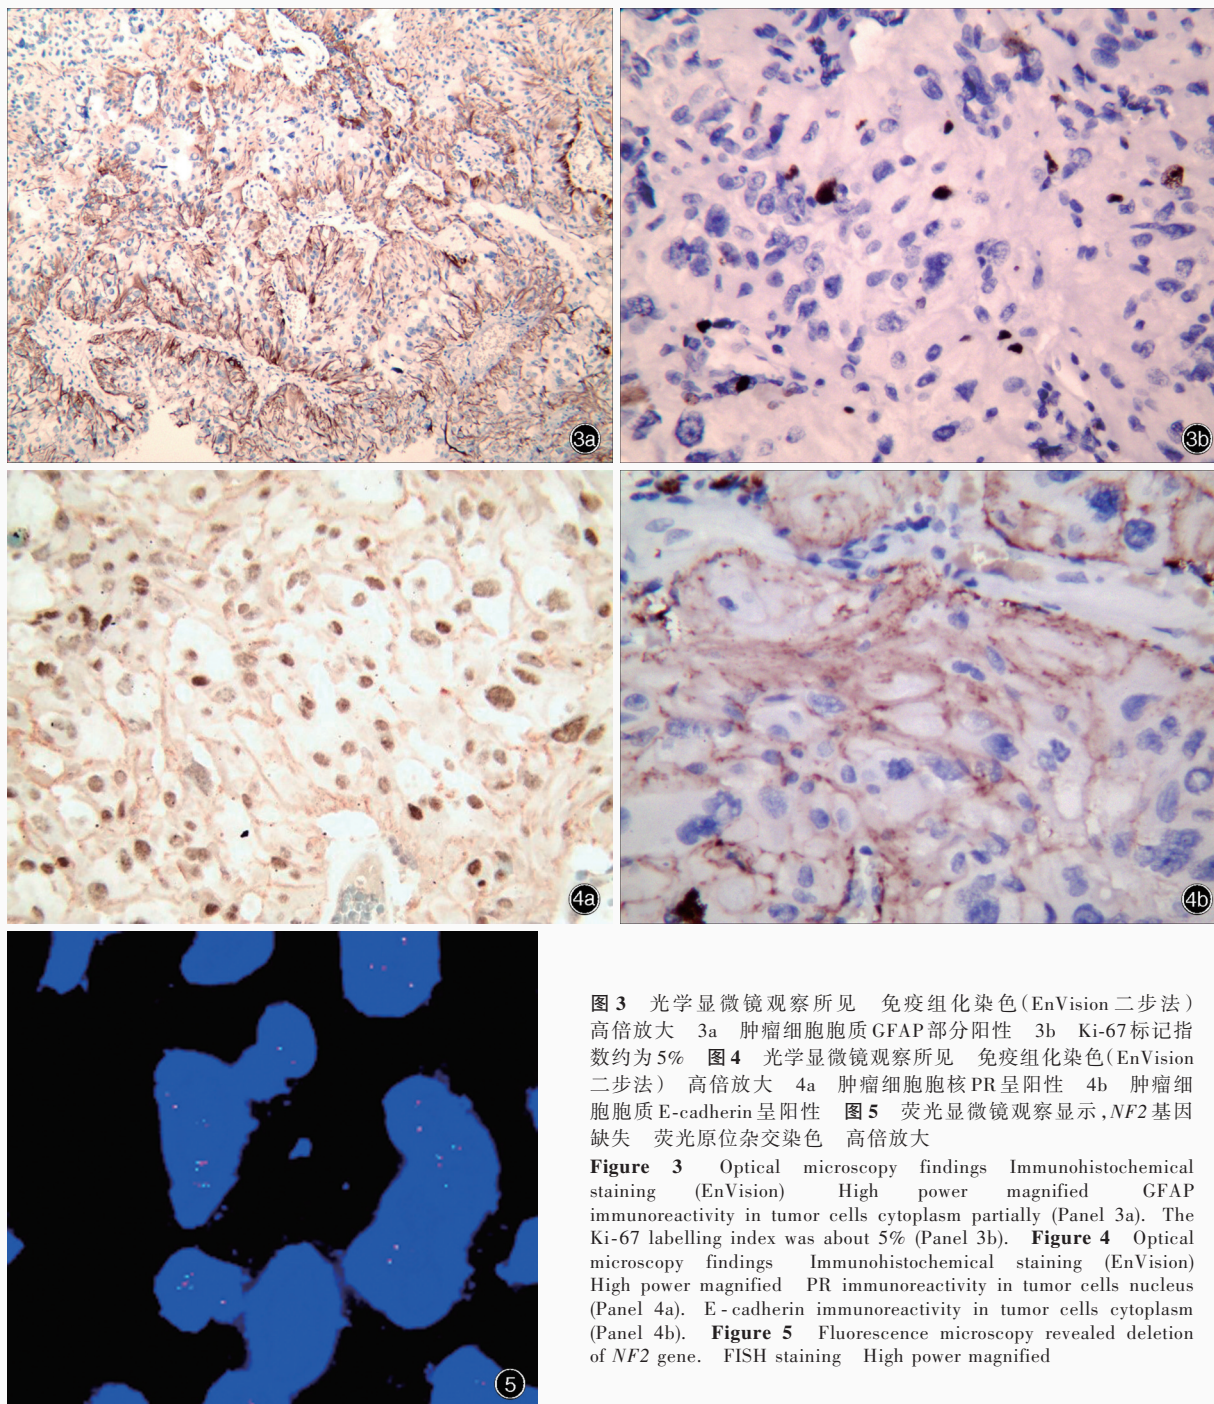 3a
3b
4a
4b
5
图 3 光学显微镜观察所见 免疫组化染色(EnVision 二步法)
高倍放大 3a 肿瘤细胞胞质 GFAP 部分阳性 3b Ki-67 标记指
数约为 5% 图 4 光学显微镜观察所见 免疫组化染色(EnVision
二步法) 高倍放大 4a 肿瘤细胞胞核 PR 呈阳性 4b 肿瘤细
胞胞质 E-cadherin 呈阳性 图 5 荧光显微镜观察显示,NF2 基因
缺失 荧光原位杂交染色 高倍放大
Figure 3 Optical microscopy findings Immunohistochemical
staining (EnVision) High power magnified GFAP
immunoreactivity in tumor cells cytoplasm partially (Panel 3a). The
Ki-67 labelling index was about 5% (Panel 3b). Figure 4 Optical
microscopy findings Immunohistochemical staining (EnVision)
High power magnified PR immunoreactivity in tumor cells nucleus
(Panel 4a). E-cadherin immunoreactivity in tumor cells cytoplasm
(Panel 4b). Figure 5 Fluorescence microscopy revealed deletion
of NF2 gene. FISH staining High power magnified